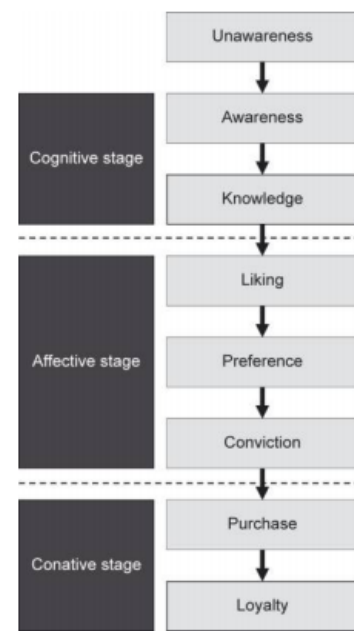 Unawareness
Awareness
Cognitive stage
Knowledge
Liking
Affective stage
Preference
Conviction
Purchase
Conative stage
Loyalty